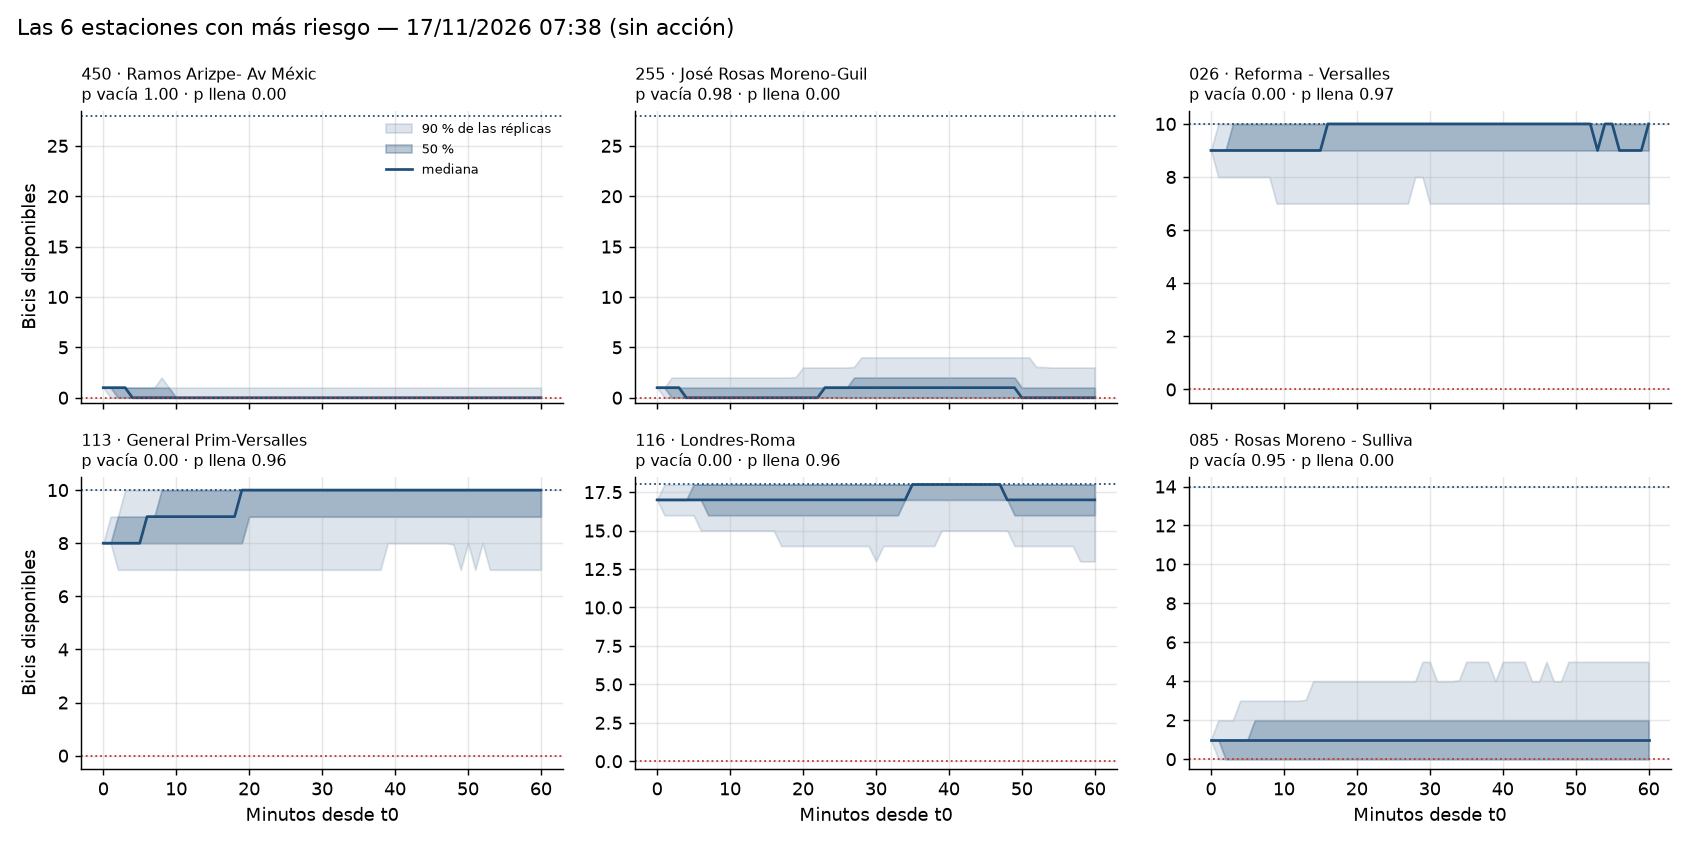 Las 6 estaciones con más riesgo — 17/11/2026 07:38 (sin acción)
450 · Ramos Arizpe- Av Méxic
p vacía 1.00 · p llena 0.00
Bicis disponibles
25
20
15
10
5
0
90 % de las réplicas
50 %
mediana
255 · José Rosas Moreno-Guil
p vacía 0.98 · p llena 0.00
25
20
15
10
5
0
026 · Reforma - Versalles
p vacía 0.00 · p llena 0.97
10
8
6
4
2
0
113 · General Prim-Versalles
p vacía 0.00 · p llena 0.96
Bicis disponibles
10
8
6
4
2
0
0 10 20 30 40 50 60
Minutos desde t0
116 · Londres-Roma
p vacía 0.00 · p llena 0.96
17.5
15.0
12.5
10.0
7.5
5.0
2.5
0.0
0 10 20 30 40 50 60
Minutos desde t0
085 · Rosas Moreno - Sulliva
p vacía 0.95 · p llena 0.00
14
12
10
8
6
4
2
0
0 10 20 30 40 50 60
Minutos desde t0